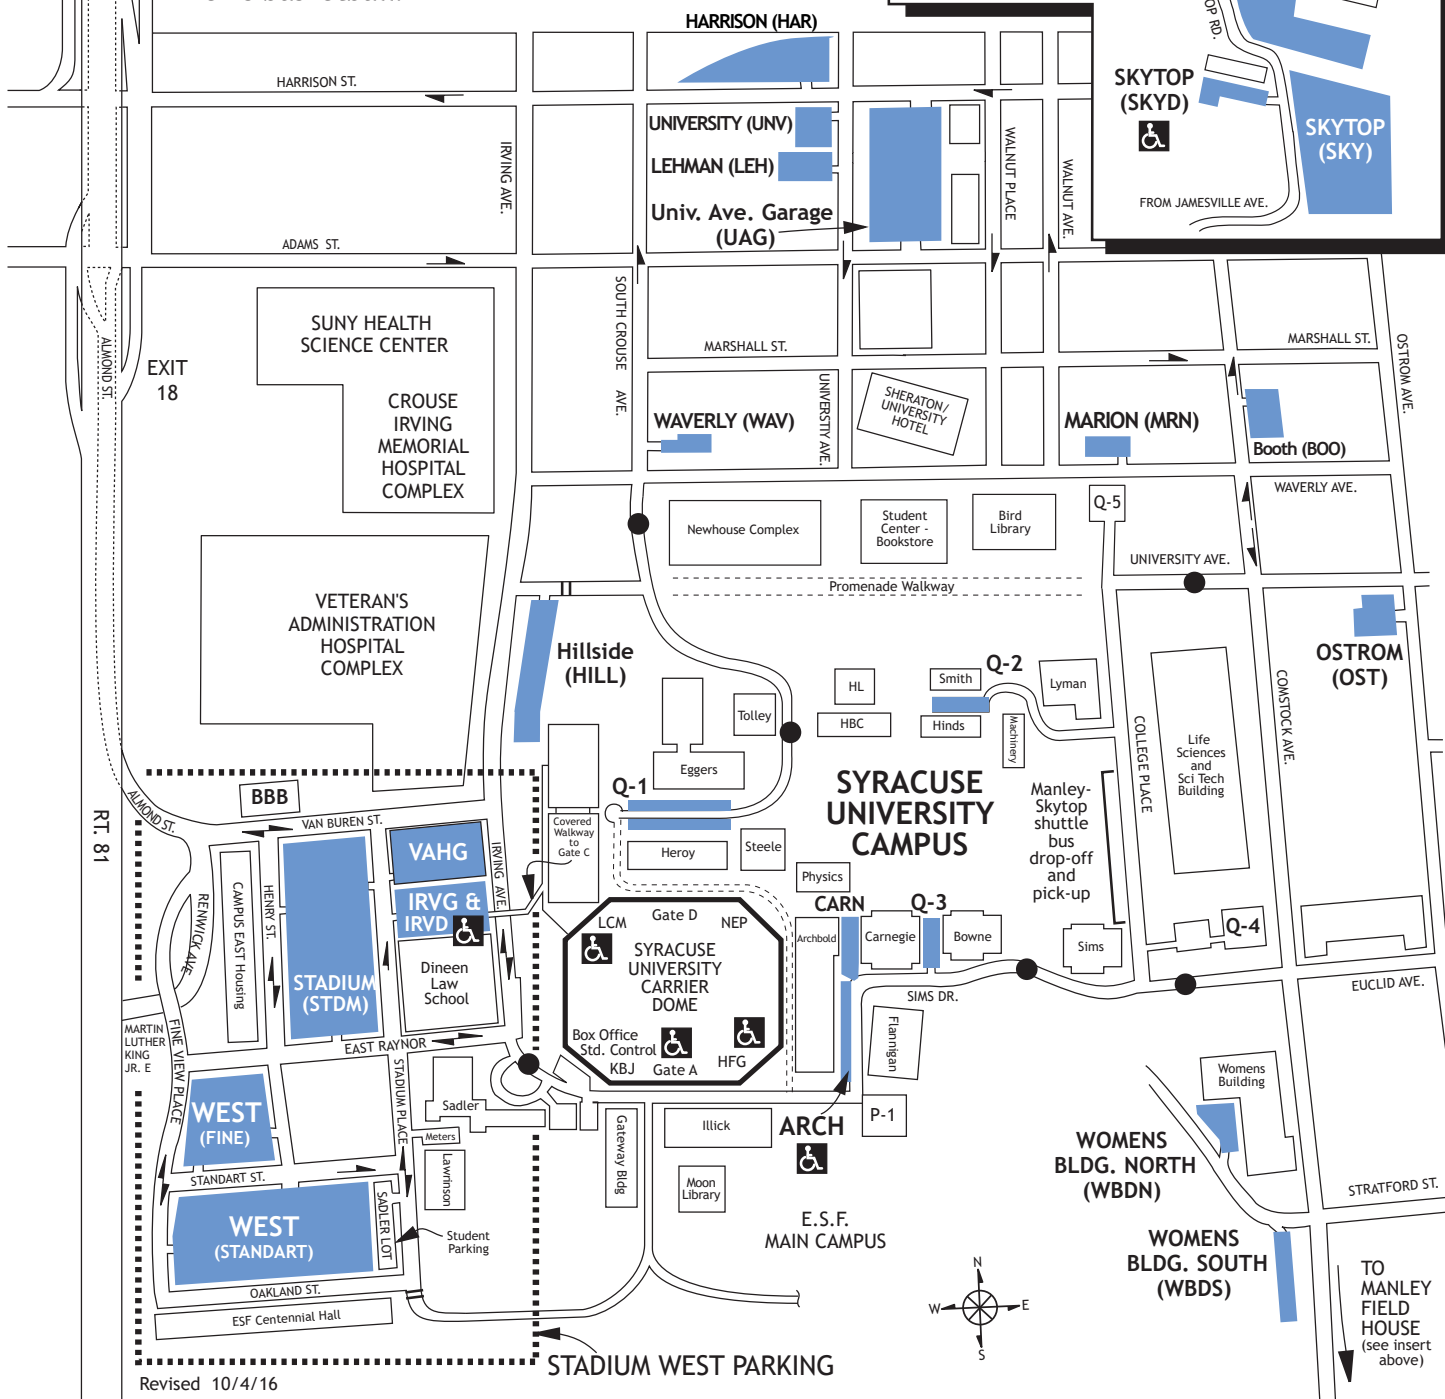 HARRISON (HAR)
HARRISON ST.
OP RD.
SKYTOP
(SKYD)
SKYTOP
(SKY)
FROM JAMESVILLE AVE.
UNIVERSITY (UNV)
LEHMAN (LEH)
Univ. Ave. Garage
(UAG)
IRVING AVE.
WALNUT PLACE
WALNUT AVE.
ADAMS ST.
SUNY HEALTH
SCIENCE CENTER
CROUSE
IRVING
MEMORIAL
HOSPITAL
COMPLEX
ALMOND ST.
EXIT
18
SOUTH CROUSE AVE.
MARSHALL ST.
MARSHALL ST.
OSTROM AVE.
UNIVERSTIY AVE.
WAVERLY (WAV)
SHERATON/
UNIVERSITY
HOTEL
MARION (MRN)
Booth (BOO)
WAVERLY AVE.
Newhouse Complex
Student
Center -
Bookstore
Bird
Library
Q-5
UNIVERSITY AVE.
Promenade Walkway
VETERAN'S
ADMINISTRATION
HOSPITAL
COMPLEX
Hillside
(HILL)
OSTROM
(OST)
Tolley
HL
HBC
Smith
Q-2
Hinds
Lyman
Machinery
COLLEGE PLACE
Life
Sciences
and
Sci Tech
Building
COMSTOCK AVE.
Eggers
Q-1
SYRACUSE
UNIVERSITY
CAMPUS
Manley-
Skytop
shuttle
bus
drop-off
and
pick-up
BBB
ALMOND ST.
RT. 81
VAN BUREN ST.
VAHG
IRVING AVE.
Covered
Walkway
to
Gate C
Heroy
Steele
Physics
RENWICK AVE
CAMPUS EAST Housing
HENRY ST.
IRVG &
IRVD
STADIUM
(STDM)
Dineen
Law
School
LCM
Gate D
NEP
SYRACUSE
UNIVERSITY
CARRIER
DOME
Box Office
Std. Control
KBJ
Gate A
HFG
CARN
Archbold
Carnegie
Q-3
Bowne
Sims
Q-4
SIMS DR.
EUCLID AVE.
Flannigan
MARTIN
LUTHER
KING
JR. E
FINE VIEW PLACE
EAST RAYNOR
STADIUM PLACE
WEST
(FINE)
Sadler
Meters
Lawrinson
Gateway Bldg
Illick
ARCH
P-1
Womens
Building
WOMENS
BLDG. NORTH
(WBDN)
STANDART ST.
WEST
(STANDART)
SADLER LOT
Student
Parking
Moon
Library
E.S.F.
MAIN CAMPUS
STRATFORD ST.
WOMENS
BLDG. SOUTH
(WBDS)
OAKLAND ST.
ESF Centennial Hall
N
W
E
S
TO
MANLEY
FIELD
HOUSE
(see insert
above)
STADIUM WEST PARKING
Revised 10/4/16